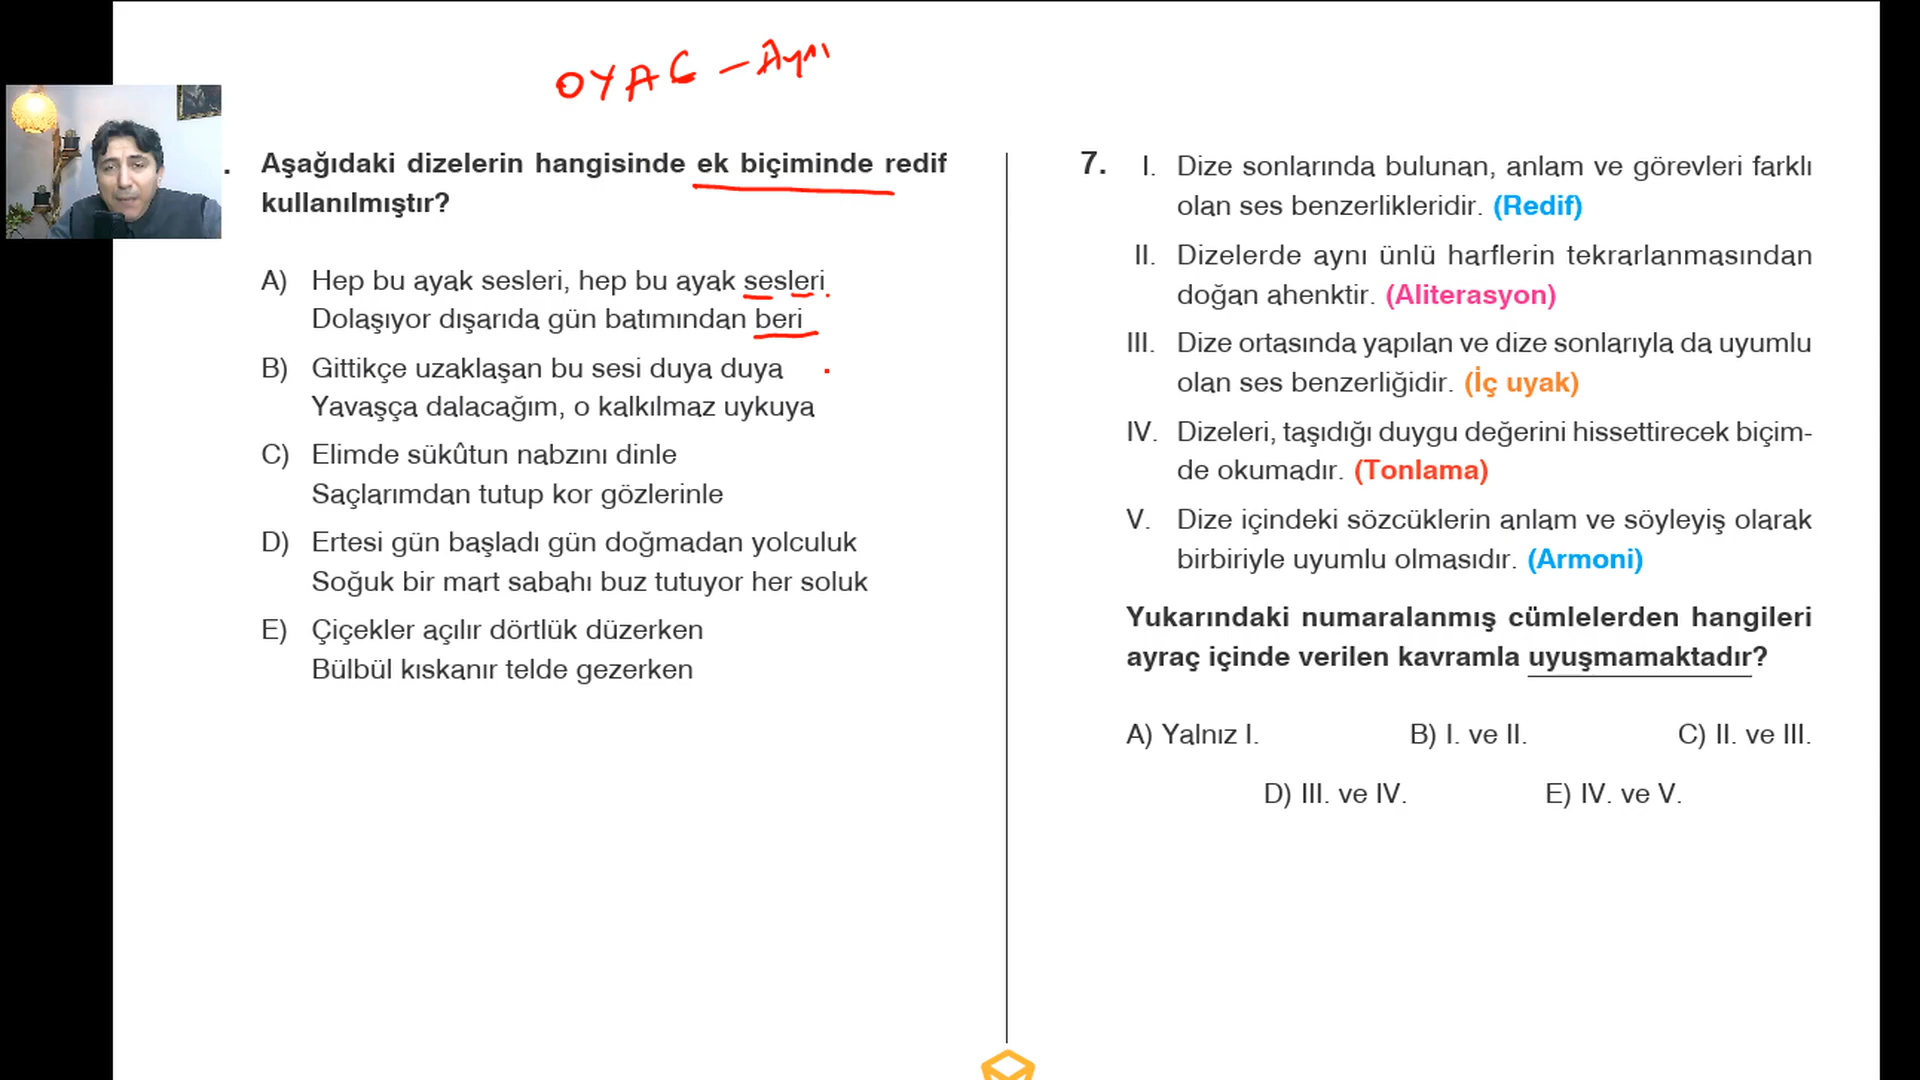 OYAC – Aynı
. Aşağıdaki dizelerin hangisinde ek biçiminde redif
kullanılmıştır?
A) Hep bu ayak sesleri, hep bu ayak sesleri.
Dolaşıyor dışarıda gün batımından beri
B) Gittikçe uzaklaşan bu sesi duya duya
Yavaşça dalacağım, o kalkılmaz uykuya
C) Elimde sükûtun nabzını dinle
Saçlarımdan tutup kor gözlerinle
D) Ertesi gün başladı gün doğmadan yolculuk
Soğuk bir mart sabahı buz tutuyor her soluk
E) Çiçekler açılır dörtlük düzerken
Bülbül kıskanır telde gezerken
7. I. Dize sonlarında bulunan, anlam ve görevleri farklı
olan ses benzerlikleridir. (Redif)
II. Dizelerde aynı ünlü harflerin tekrarlanmasından
doğan ahenktir. (Aliterasyon)
III. Dize ortasında yapılan ve dize sonlarıyla da uyumlu
olan ses benzerliğidir. (İç uyak)
IV. Dizeleri, taşıdığı duygu değerini hissettirecek biçim-
de okumadır. (Tonlama)
V. Dize içindeki sözcüklerin anlam ve söyleyiş olarak
birbiriyle uyumlu olmasıdır. (Armoni)
Yukarındaki numaralanmış cümlelerden hangileri
ayraç içinde verilen kavramla uyuşmamaktadır?
A) Yalnız I. B) I. ve II. C) II. ve III.
D) III. ve IV. E) IV. ve V.